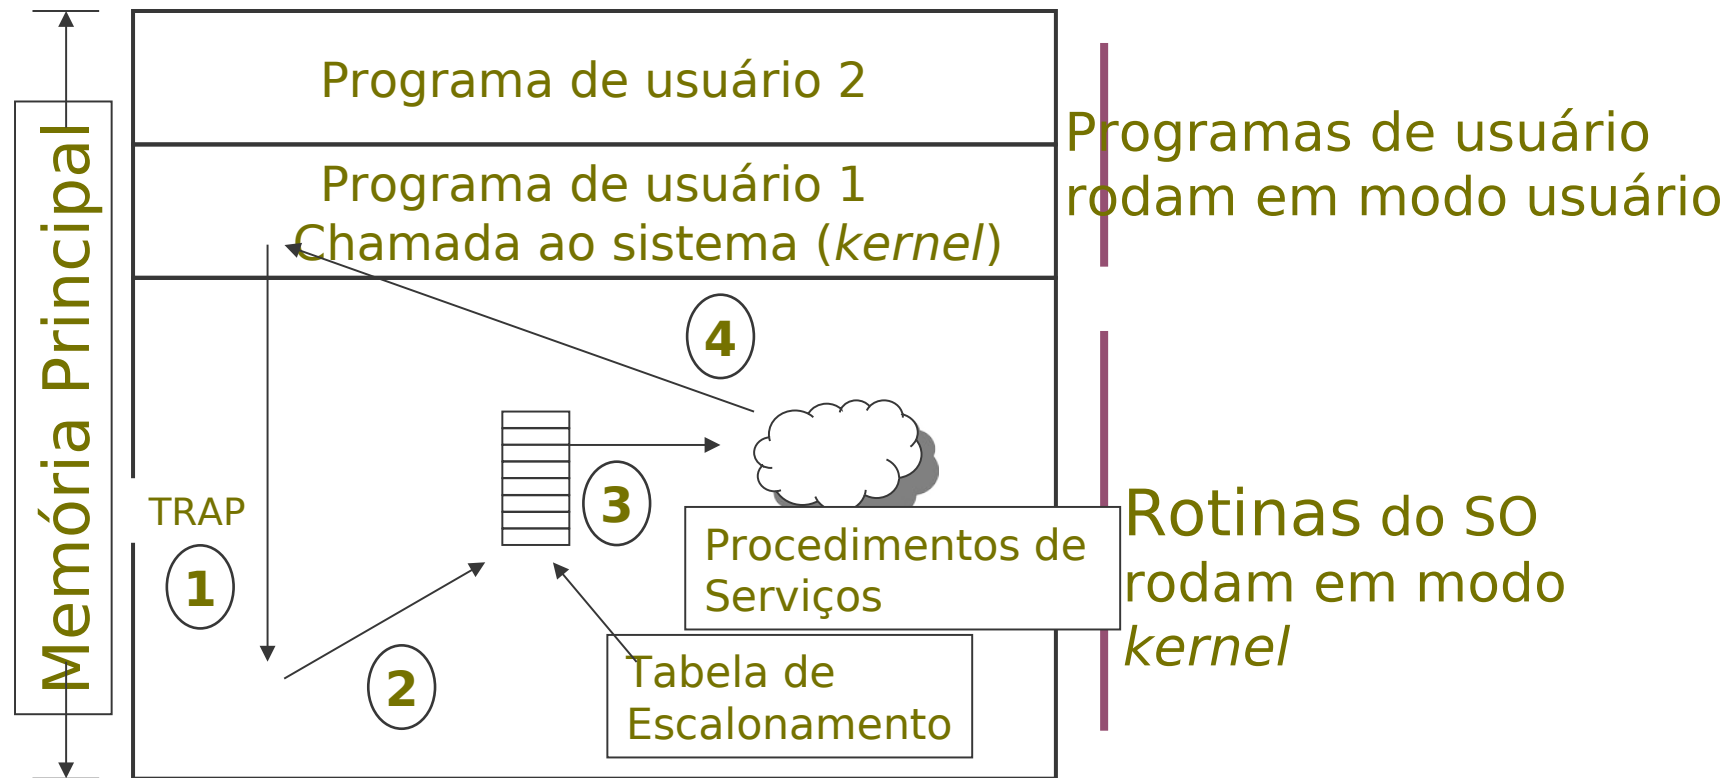 Memória Principal
Programa de usuário 2
Programa de usuário 1
Chamada ao sistema (kernel)
Programas de usuário
rodam em modo usuário
4
3
TRAP
1
2
Procedimentos de
Serviços
Tabela de
Escalonamento
Rotinas do SO
rodam em modo
kernel